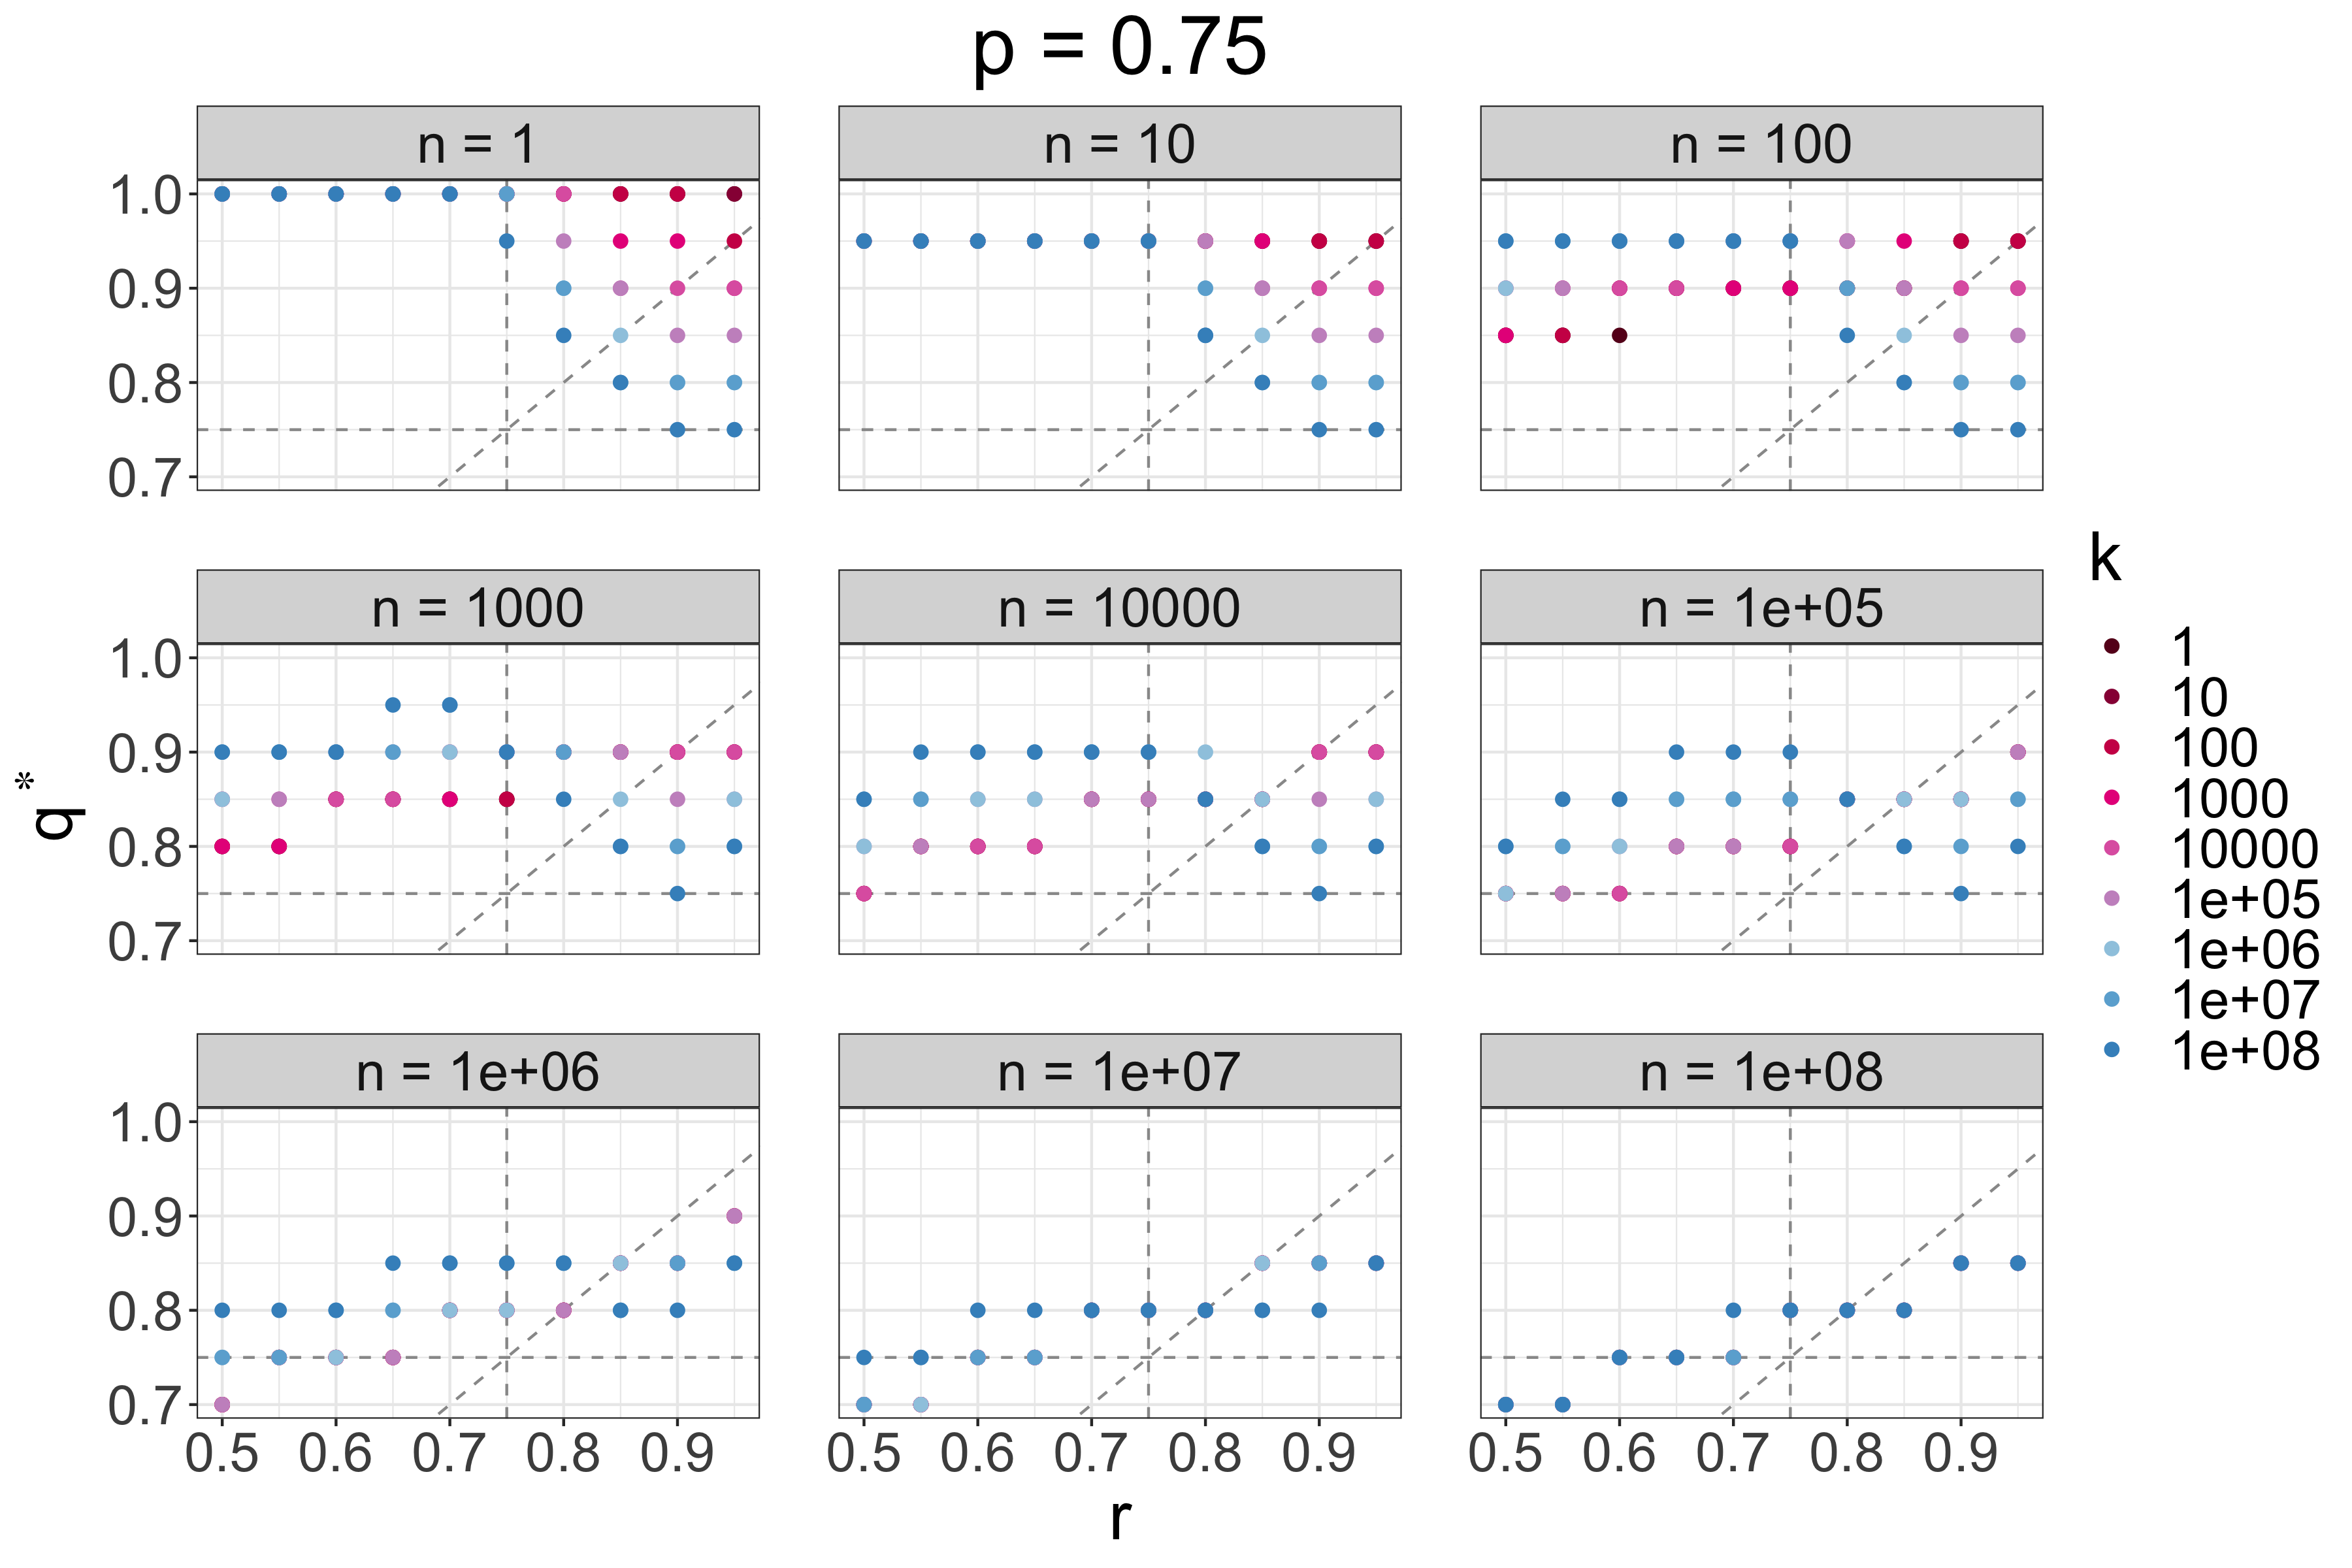 p = 0.75
n = 1
n = 10
n = 100
1.0
0.9
0.8
0.7
n = 1000
n = 10000
n = 1e+05
1.0
0.9
0.8
0.7
n = 1e+06
n = 1e+07
n = 1e+08
1.0
0.9
0.8
0.7
0.5 0.6 0.7 0.8 0.9
0.5 0.6 0.7 0.8 0.9
0.5 0.6 0.7 0.8 0.9
r
q*
k
1
10
100
1000
10000
1e+05
1e+06
1e+07
1e+08